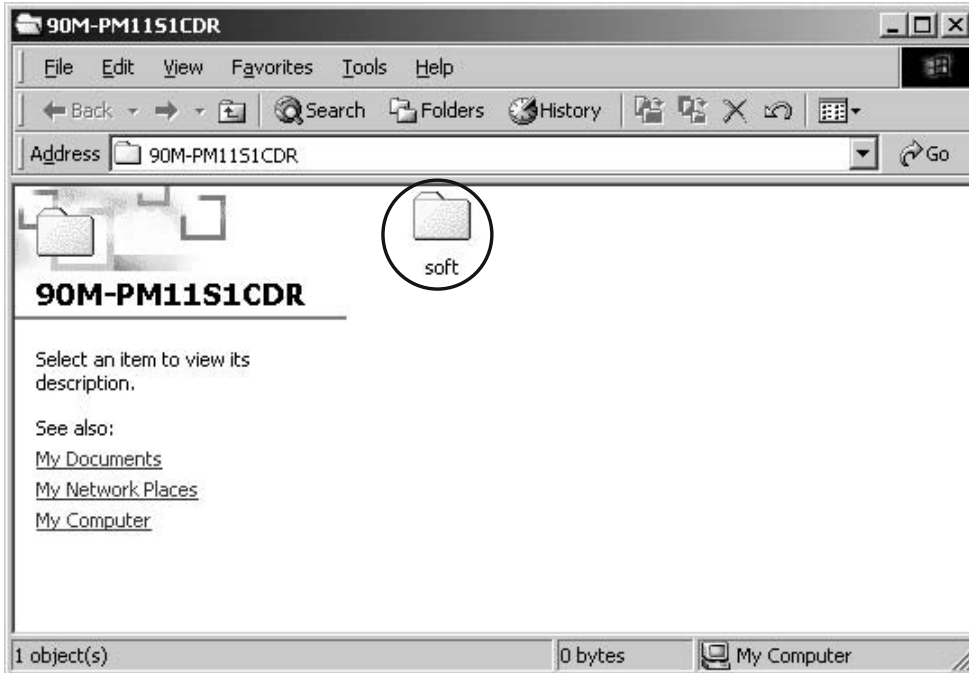 90M-PM11S1CDR
File Edit View Favorites Tools Help
Back Search Folders History
Address 90M-PM11S1CDR Go
soft
90M-PM11S1CDR
Select an item to view its
description.
See also:
My Documents
My Network Places
My Computer
1 object(s) 0 bytes My Computer